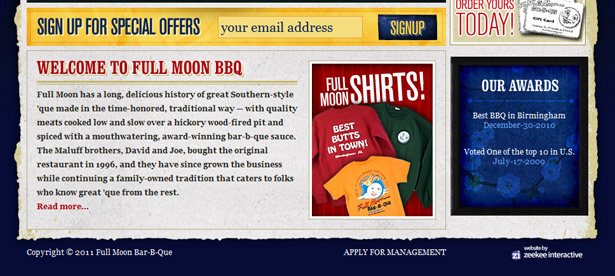 SIGN UP FOR SPECIAL OFFERS
your email address
SIGNUP
ORDER YOURS
TODAY!
Gift Card
WELCOME TO FULL MOON BBQ
Full Moon has a long, delicious history of great Southern-style
'que made in the time-honored, traditional way -- with quality
meats cooked low and slow over a hickory wood-fired pit and
spiced with a mouthwatering, award-winning bar-b-que sauce.
The Maluff brothers, David and Joe, bought the original
restaurant in 1996, and they have since grown the business
while continuing a family-owned tradition that caters to folks
who know great 'que from the rest.
Read more...
FULL
MOON
SHIRTS!
BEST
BUTTS
IN TOWN!
FULL MOON
BAR-B-QUE
OUR AWARDS
Best BBQ in Birmingham
December-30-2010
Voted One of the top 10 in U.S.
July-17-2009
Copyright © 2011 Full Moon Bar-B-Que
APPLY FOR MANAGEMENT
website by
zi zeekee interactive